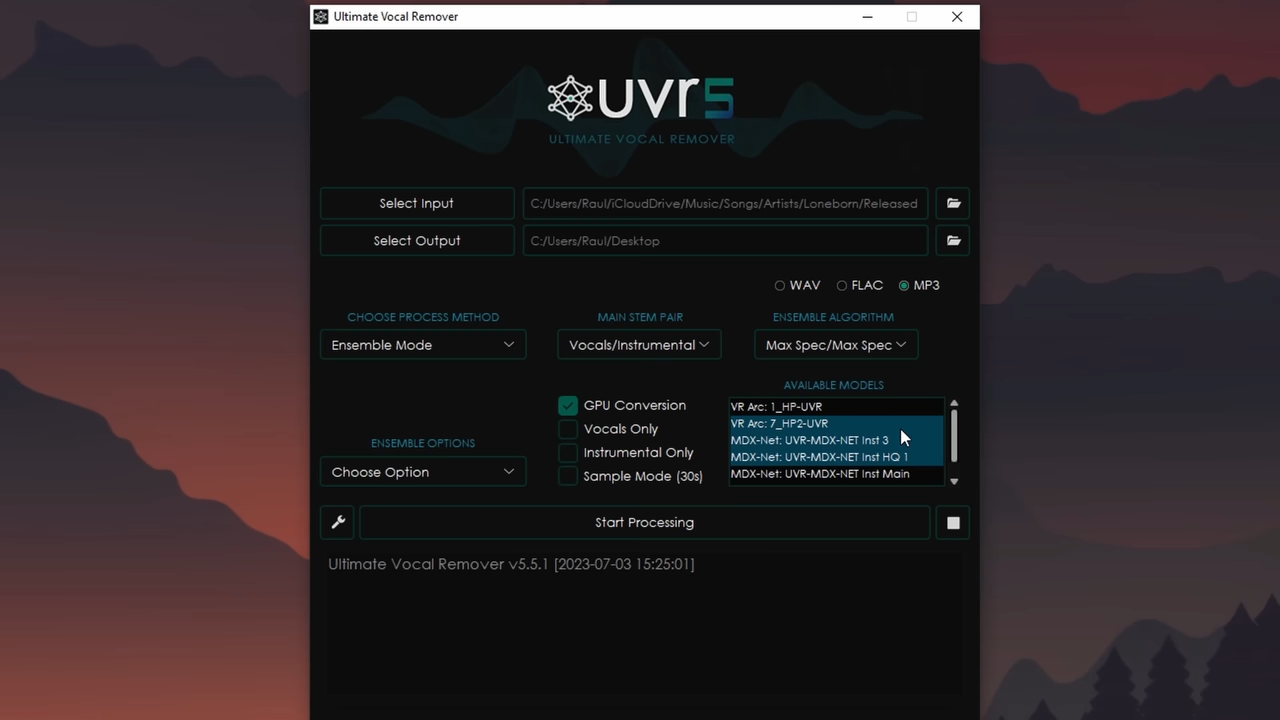 Ultimate Vocal Remover
uvr5
ULTIMATE VOCAL REMOVER
Select Input C:/Users/Raul/iCloudDrive/Music/Songs/Artists/Loneborn/Released
Select Output C:/Users/Raul/Desktop
WAV FLAC MP3
CHOOSE PROCESS METHOD MAIN STEM PAIR ENSEMBLE ALGORITHM
Ensemble Mode Vocals/Instrumental Max Spec/Max Spec
AVAILABLE MODELS
GPU Conversion VR Arc: 1_HP-UVR
VR Arc: 7_HP2-UVR
Vocals Only MDX-Net: UVR-MDX-NET Inst 3
ENSEMBLE OPTIONS Instrumental Only MDX-Net: UVR-MDX-NET Inst HQ 1
Choose Option Sample Mode (30s) MDX-Net: UVR-MDX-NET Inst Main
Start Processing
Ultimate Vocal Remover v5.5.1 [2023-07-03 15:25:01]